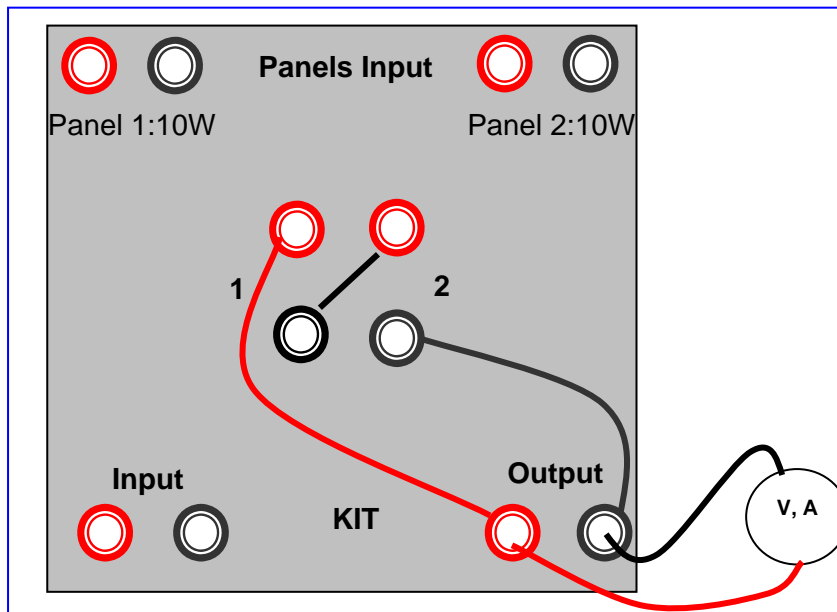 Panels Input
Panel 1:10W
Panel 2:10W
1
2
Input
Output
KIT
V, A